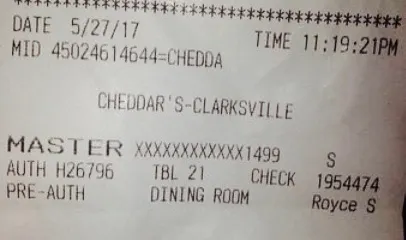 ****************************************
DATE 5/27/17 TIME 11:19:21PM
MID 45024614644=CHEDDA
CHEDDAR'S-CLARKSVILLE
MASTER XXXXXXXXXXXX1499 S
AUTH H26796 TBL 21 CHECK 1954474
PRE-AUTH DINING ROOM Royce S